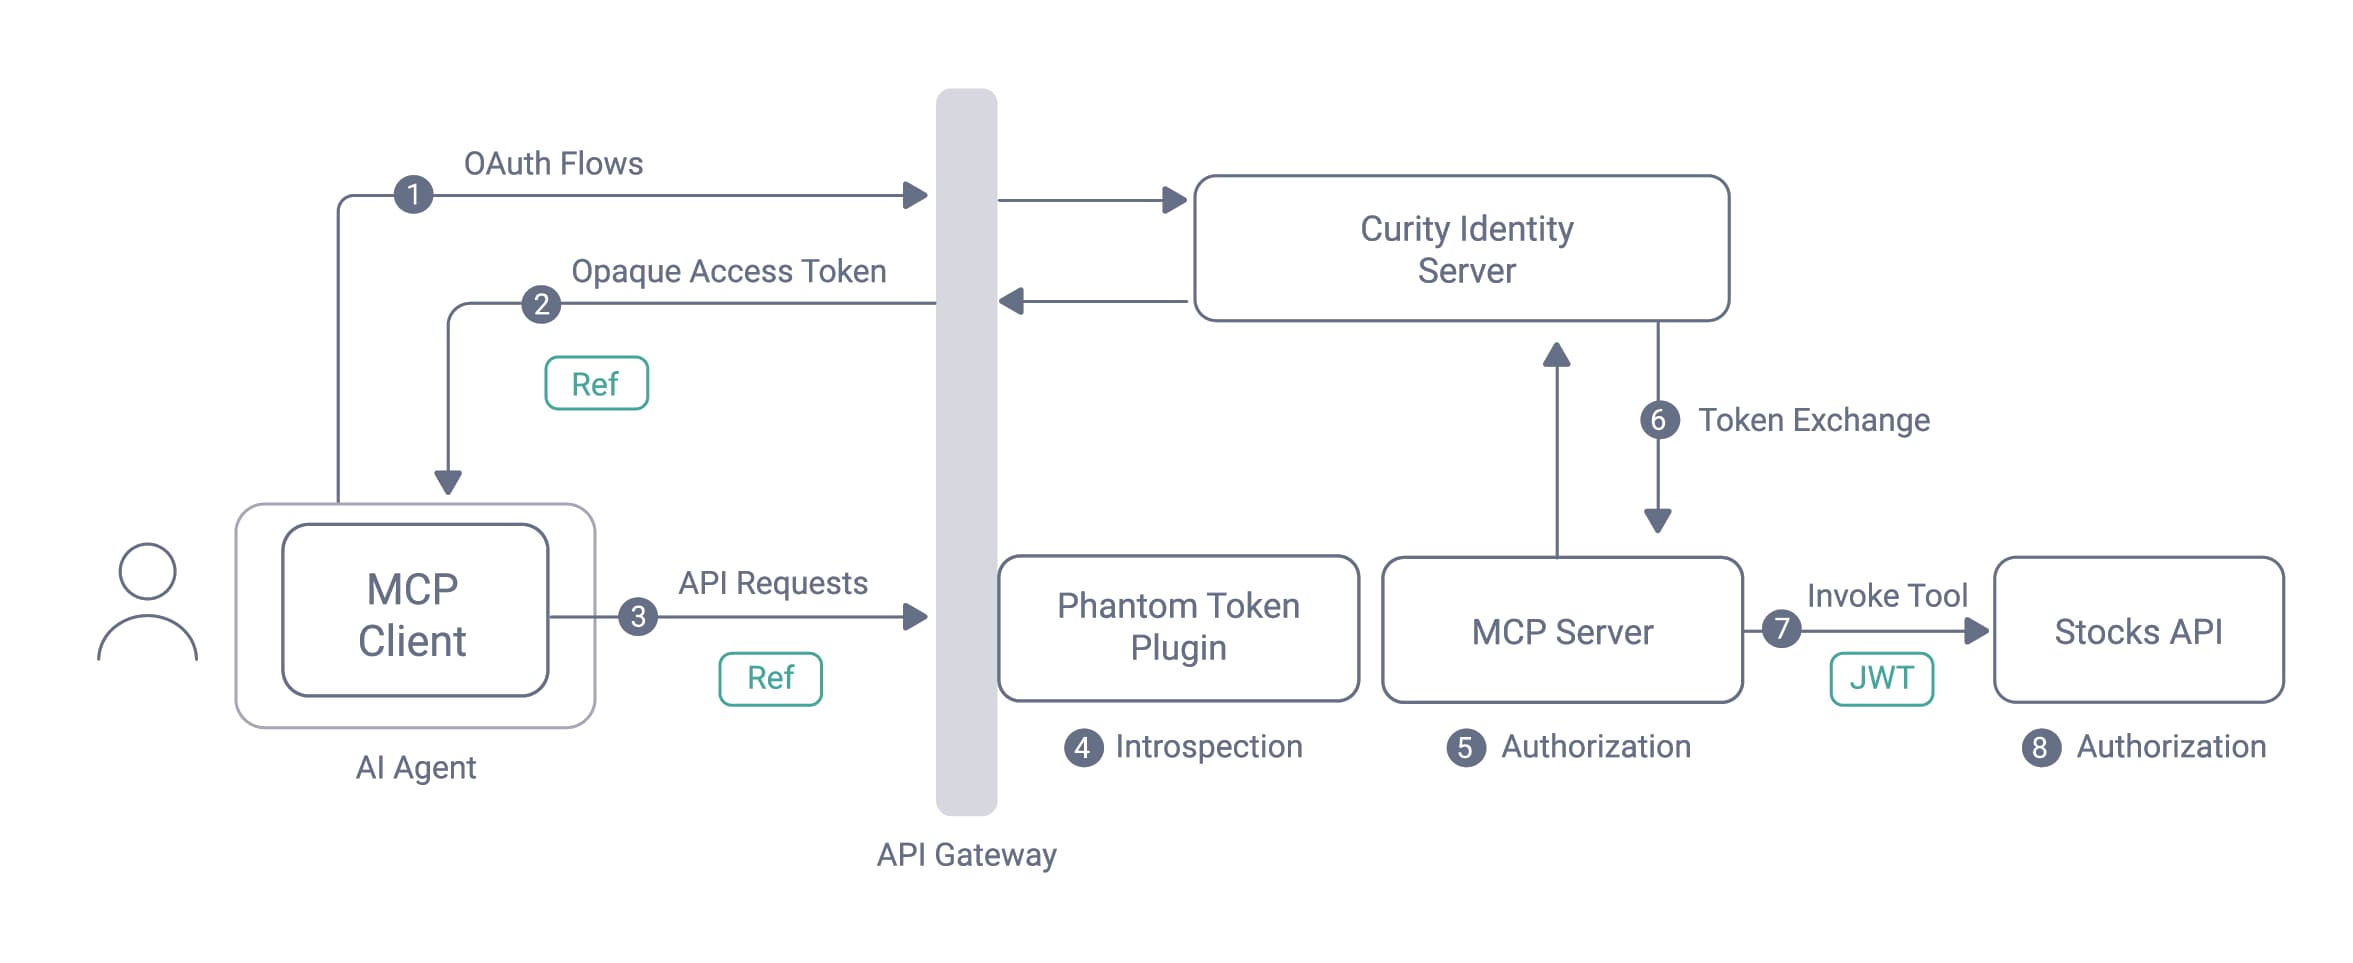 OAuth Flows
1
Opaque Access Token
2
Ref
Curity Identity
Server
6
Token Exchange
MCP
Client
AI Agent
API Requests
3
Ref
API Gateway
Phantom Token
Plugin
4 Introspection
MCP Server
5 Authorization
Invoke Tool
7
JWT
Stocks API
8 Authorization